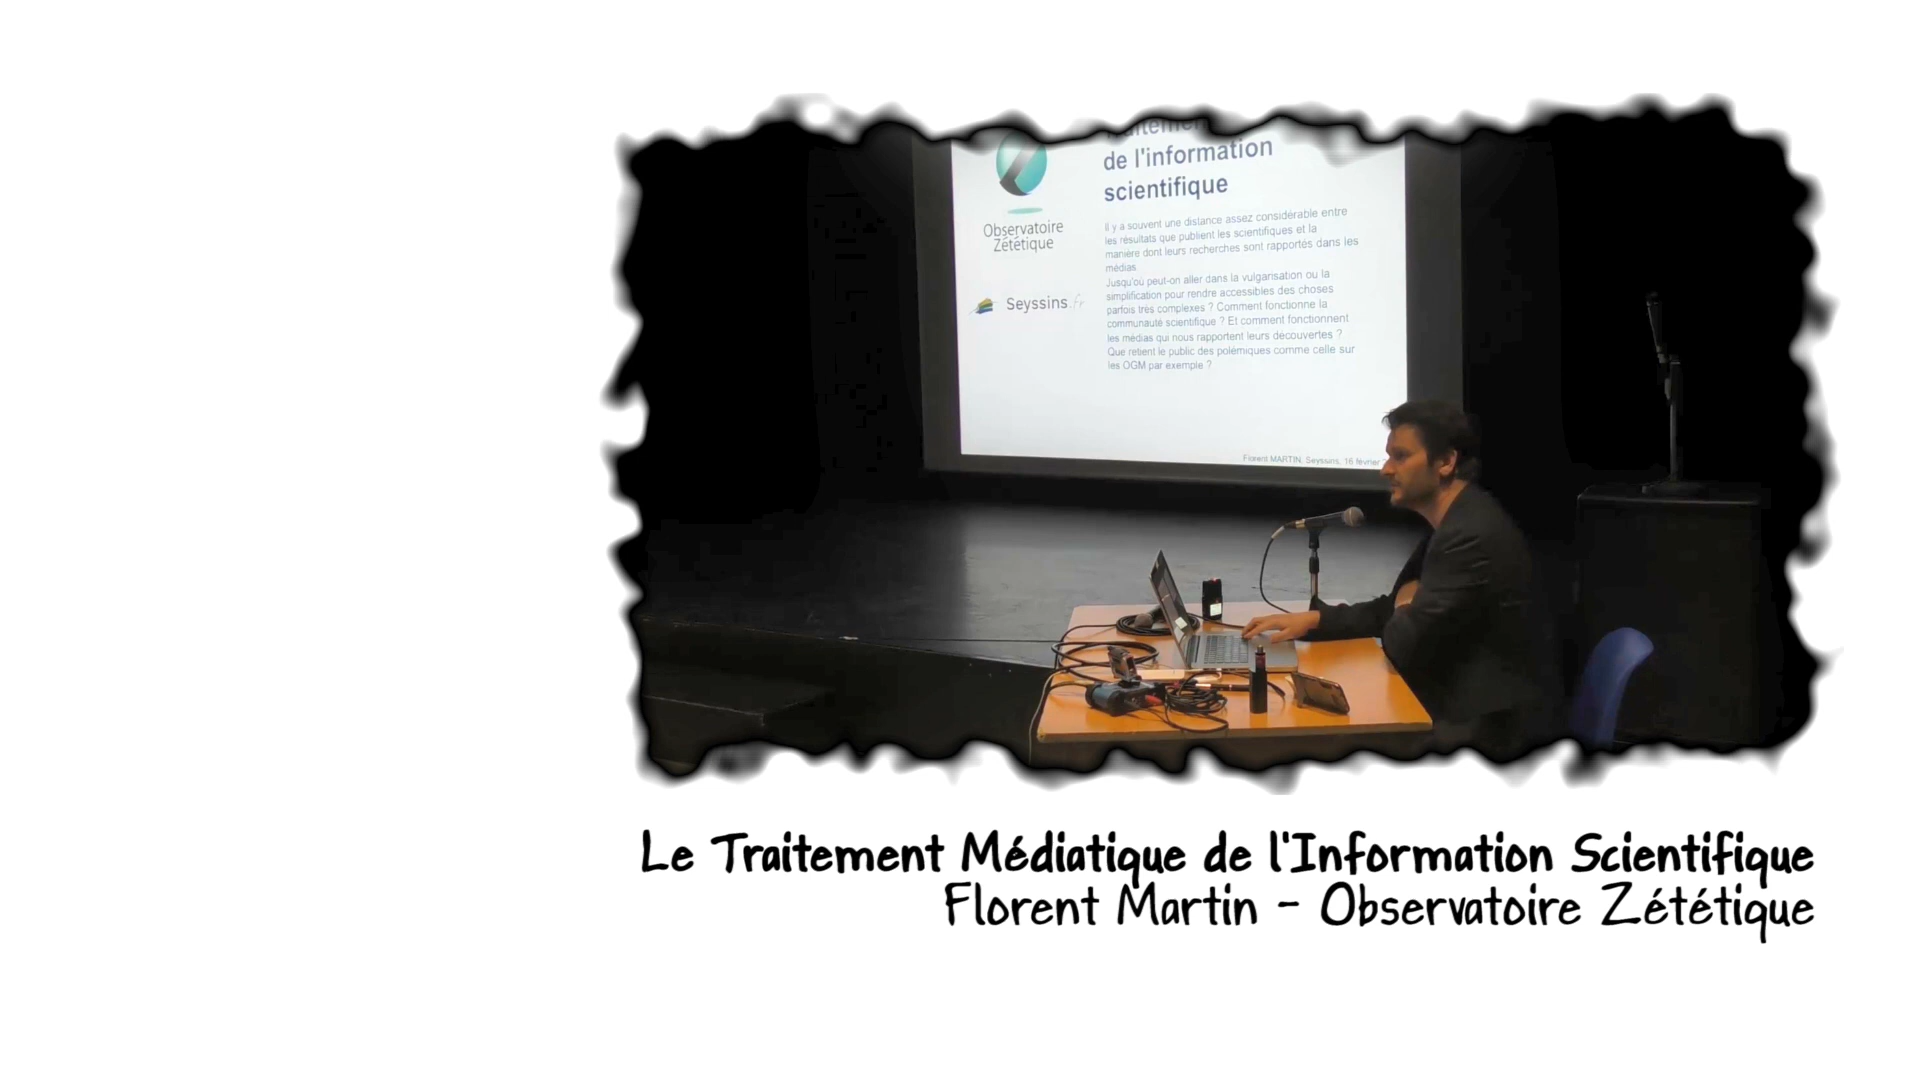 de l'information
scientifique
Observatoire
Zététique
Seyssins.fr
Il y a souvent une distance assez considérable entre
les résultats que publient les scientifiques et la
manière dont leurs recherches sont rapportés dans les
médias.
Jusqu'où peut-on aller dans la vulgarisation ou la
simplification pour rendre accessibles des choses
parfois très complexes ? Comment fonctionne la
communauté scientifique ? Et comment fonctionnent
les médias qui nous rapportent leurs découvertes ?
Que retient le public des polémiques comme celle sur
les OGM par exemple ?
Florent MARTIN, Seyssins, 16 février
Le Traitement Médiatique de l'Information Scientifique
Florent Martin - Observatoire Zététique